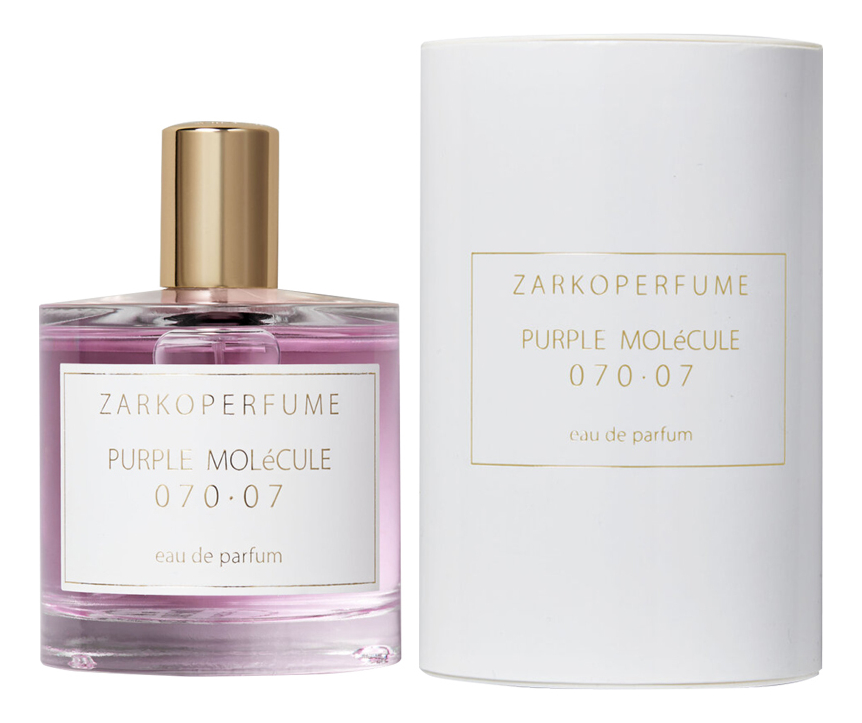 ZARKOPERFUME
PURPLE MOLéCULE
070·07
eau de parfum
ZARKOPERFUME
PURPLE MOLéCULE
070·07
eau de parfum